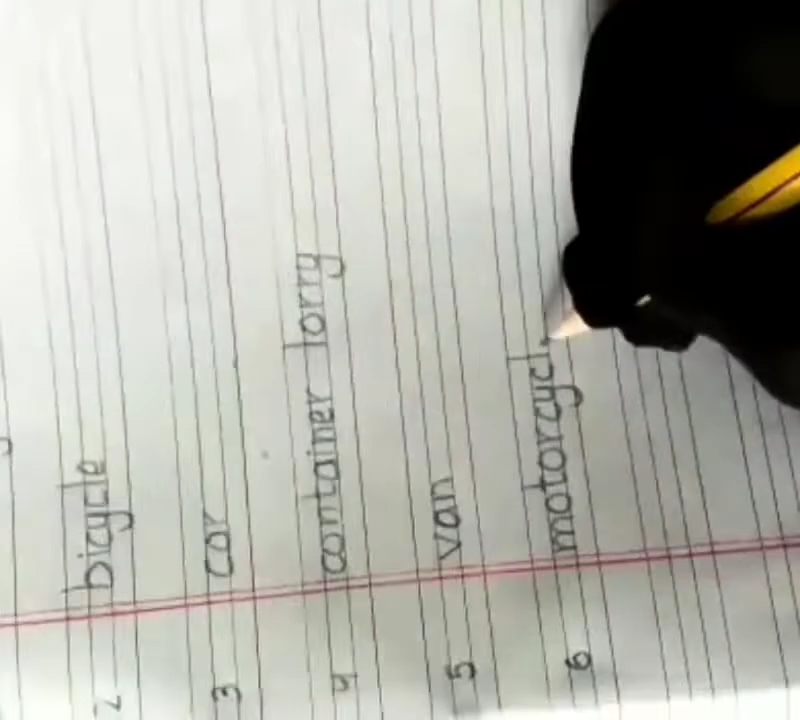 2 bicycle
3 car
4 container lorry
5 van
6 motorcycl